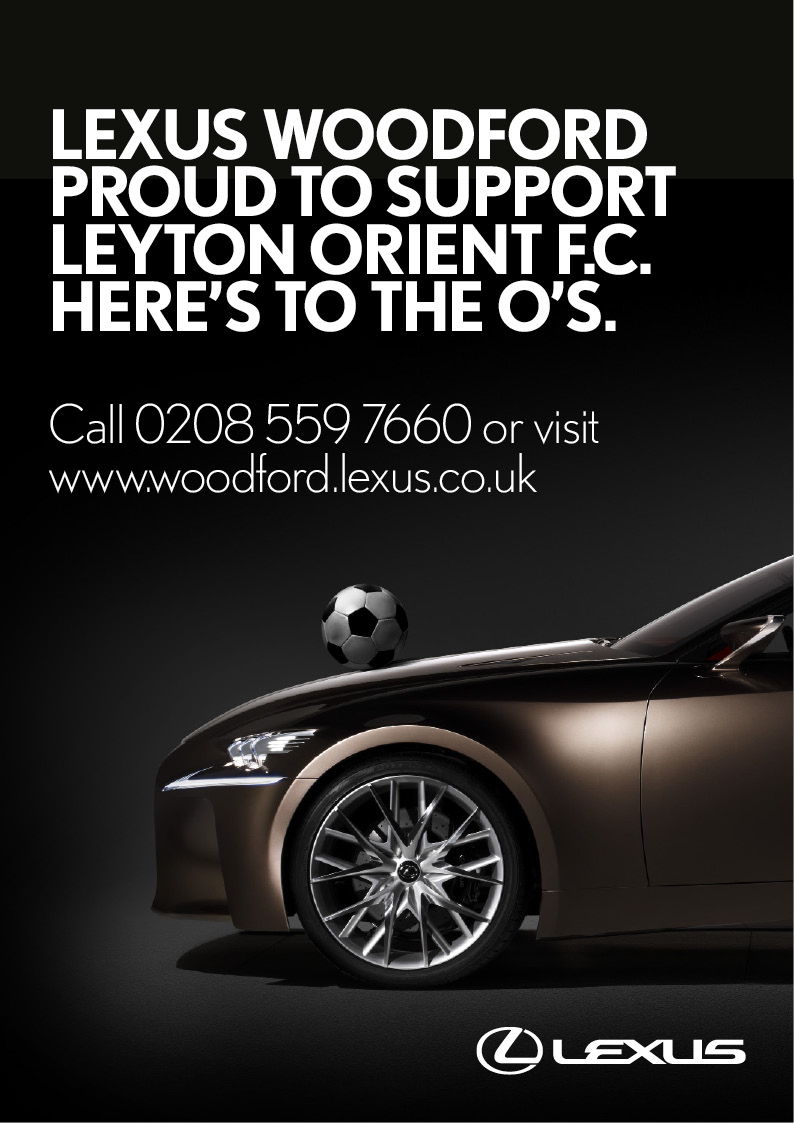 LEXUS WOODFORD
PROUD TO SUPPORT
LEYTON ORIENT F.C.
HERE'S TO THE O'S.
Call 0208 559 7660 or visit
www.woodford.lexus.co.uk
LEXUS